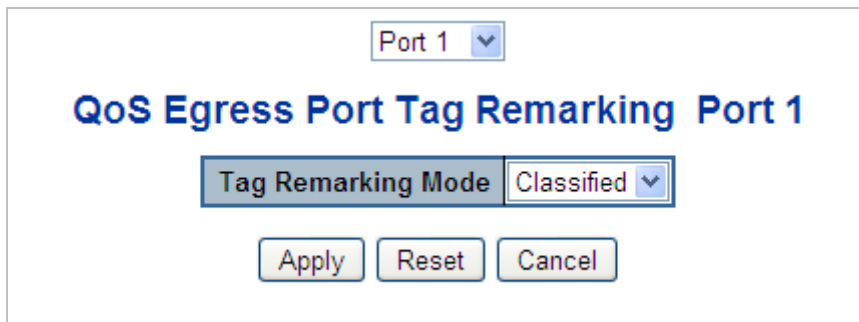 Port 1
QoS Egress Port Tag Remarking Port 1
Tag Remarking Mode Classified
Apply Reset Cancel